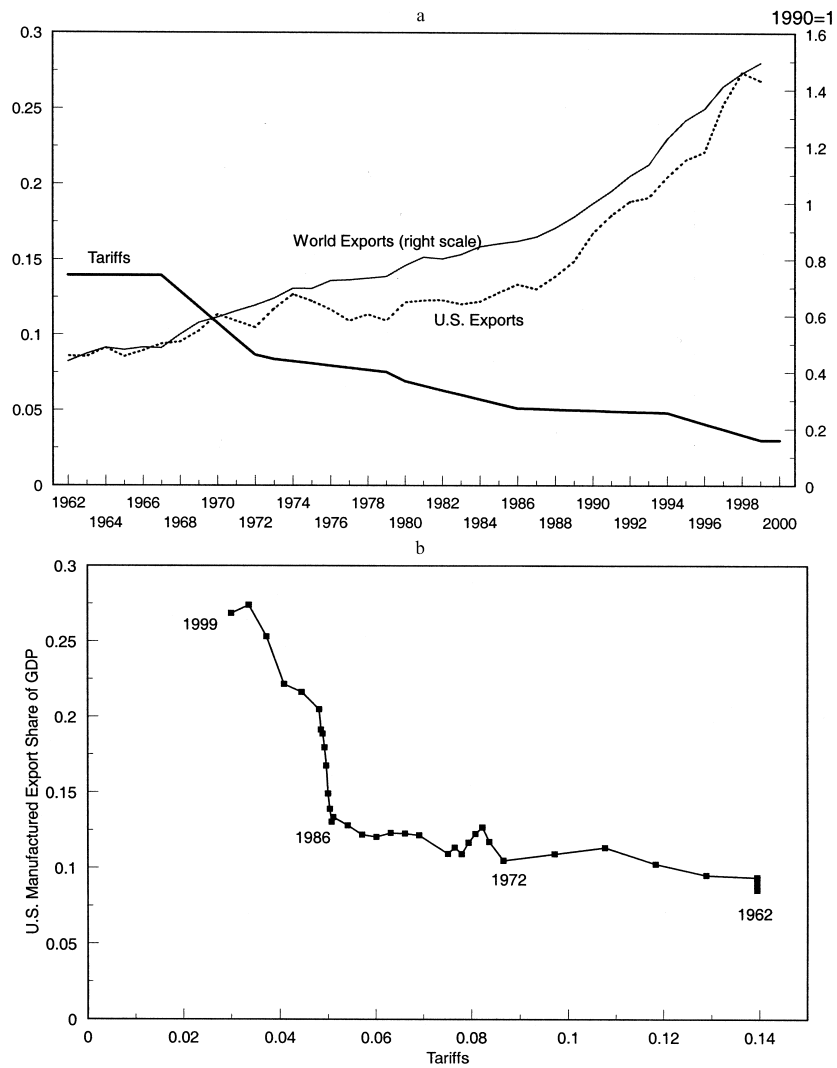 a
1990=1
0.3
0.25
0.2
0.15
0.1
0.05
0
1.6
1.4
1.2
1
0.8
0.6
0.4
0.2
0
World Exports (right scale)
Tariffs
U.S. Exports
1962 1966 1970 1974 1978 1982 1986 1990 1994 1998
1964 1968 1972 1976 1980 1984 1988 1992 1996 2000
b
0.3
0.25
0.2
0.15
0.1
0.05
0
U.S. Manufactured Export Share of GDP
1999
1986
1972
1962
0 0.02 0.04 0.06 0.08 0.1 0.12 0.14
Tariffs